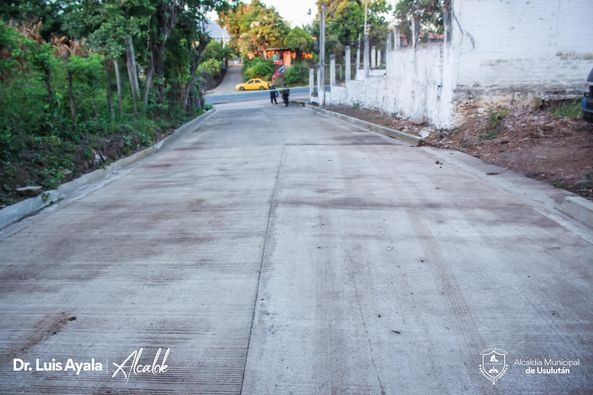 Dr. Luis Ayala | Alcalde
Alcaldía Municipal
de Usulután